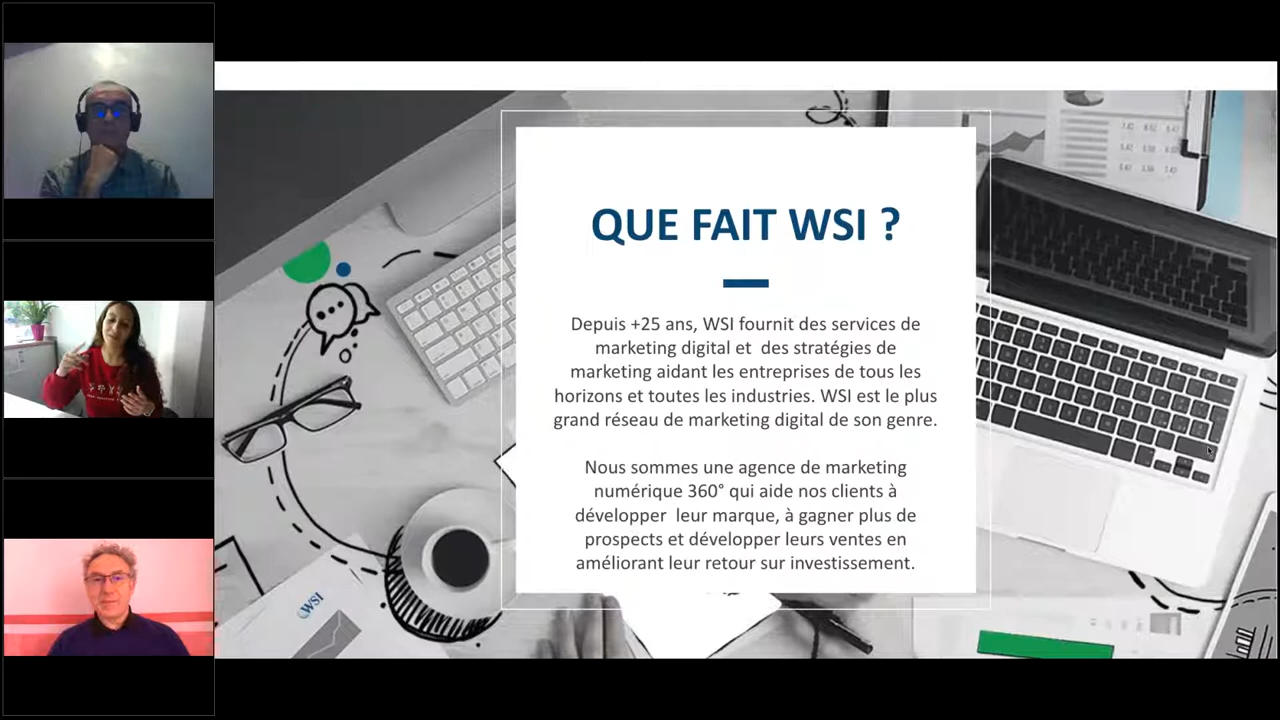 QUE FAIT WSI ?
Depuis +25 ans, WSI fournit des services de
marketing digital et des stratégies de
marketing aidant les entreprises de tous les
horizons et toutes les industries. WSI est le plus
grand réseau de marketing digital de son genre.
Nous sommes une agence de marketing
numérique 360° qui aide nos clients à
développer leur marque, à gagner plus de
prospects et développer leurs ventes en
améliorant leur retour sur investissement.
WSI